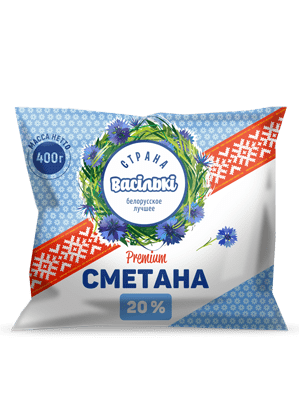 МАССА НЕТТО
400г
СТРАНА
Васількі
белорусское
лучшее
Premium
СМЕТАНА
20 %